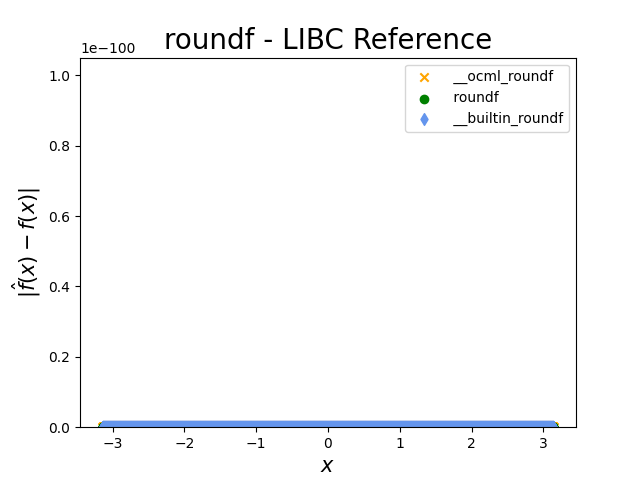 roundf - LIBC Reference
1e−100
__ocml_roundf
roundf
__builtin_roundf
1.0
0.8
0.6
0.4
0.2
0.0
|f̂(x) − f(x)|
−3 −2 −1 0 1 2 3
x